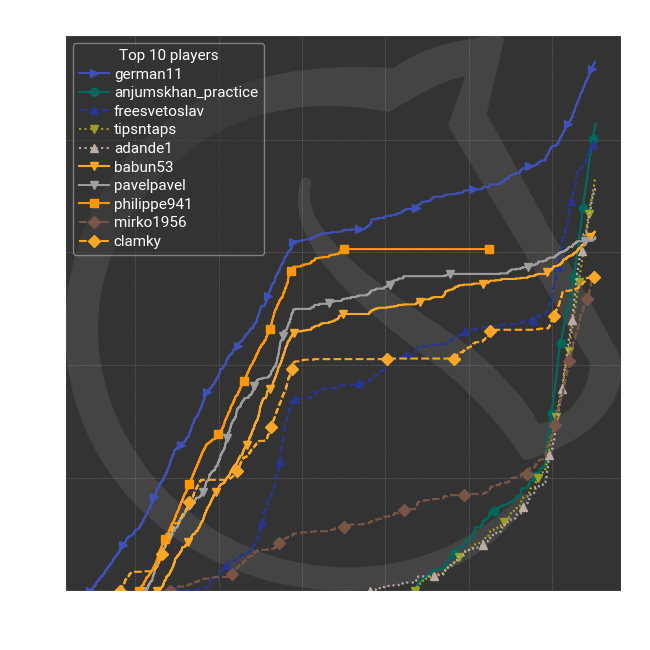 Top 10 players
german11
anjumskhan_practice
freesvetoslav
tipsntaps
adande1
babun53
pavelpavel
philippe941
mirko1956
clamky